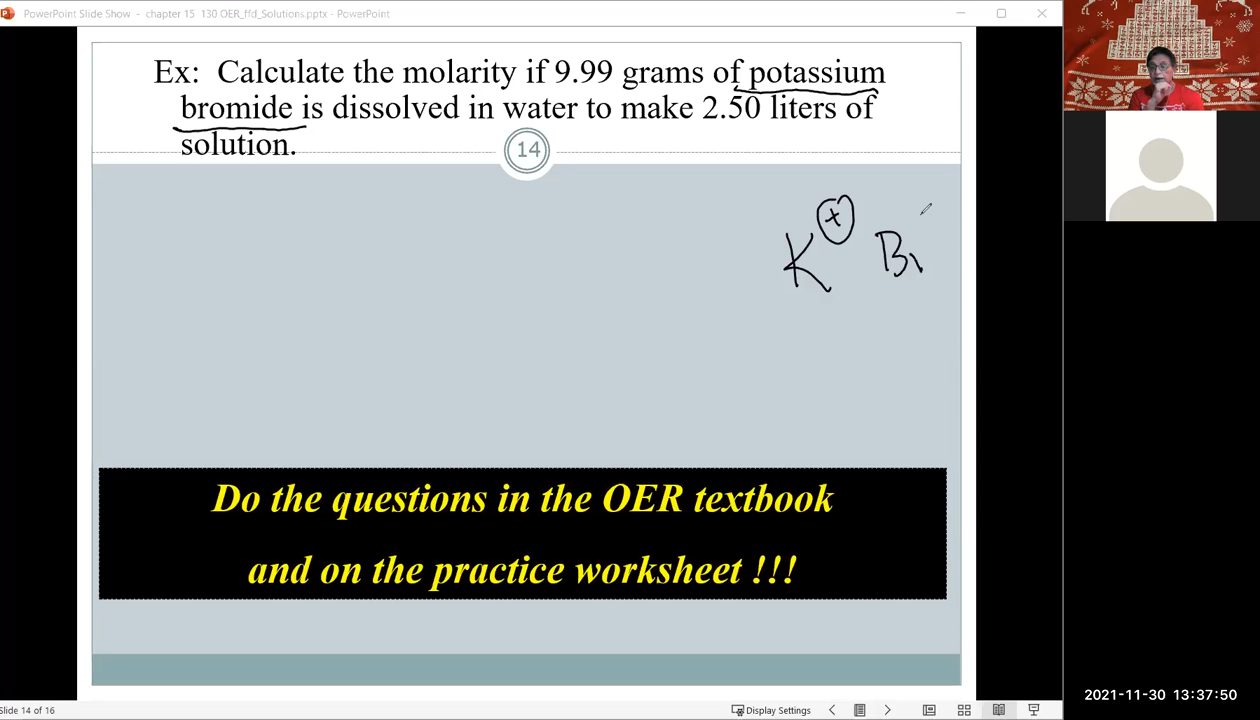 PowerPoint Slide Show - chapter 15 130 OER_ffd_Solutions.pptx - PowerPoint
Ex: Calculate the molarity if 9.99 grams of potassium
bromide is dissolved in water to make 2.50 liters of
solution.
14
K + Br
Do the questions in the OER textbook
and on the practice worksheet !!!
2021-11-30 13:37:50
Slide 14 of 16
Display Settings